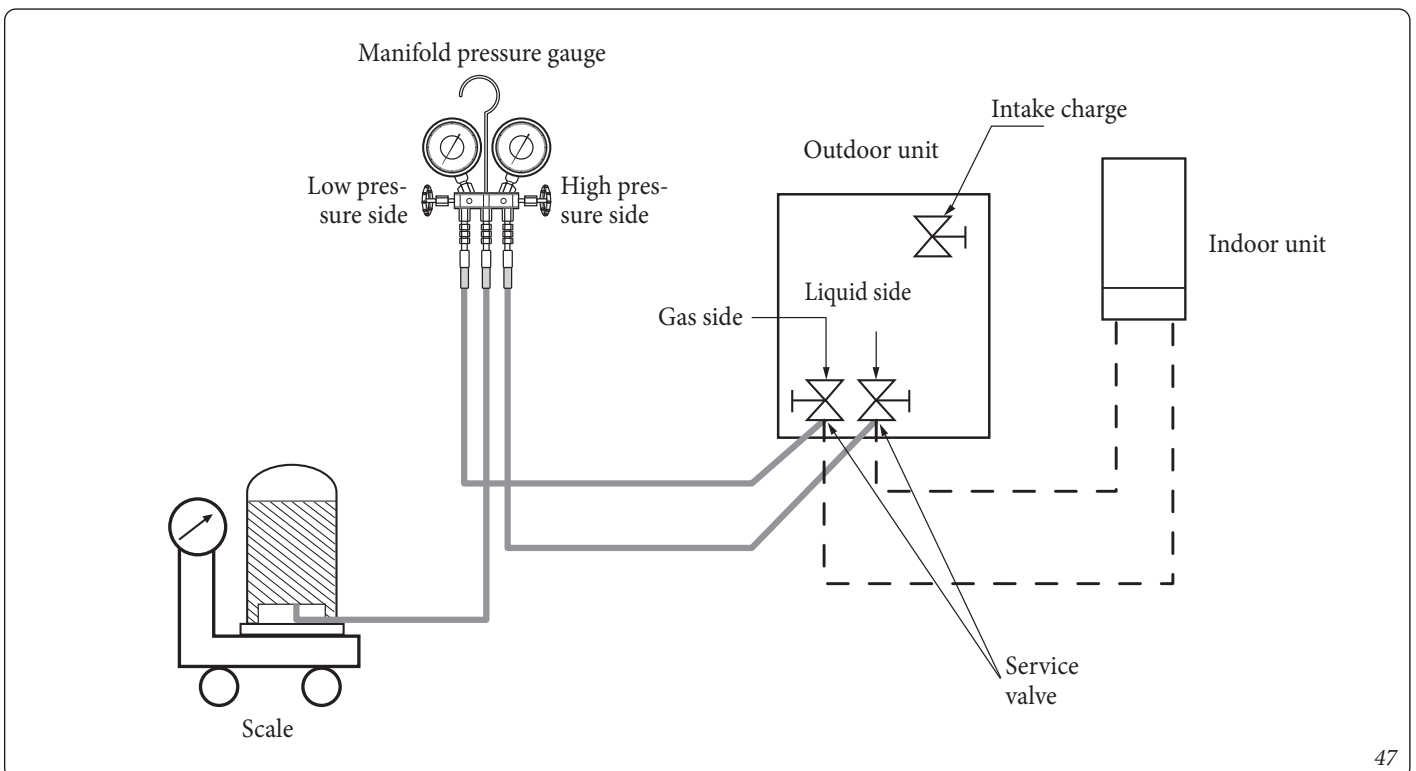 Manifold pressure gauge
Intake charge
Outdoor unit
Low pres-
sure side
High pres-
sure side
Indoor unit
Liquid side
Gas side
Service
valve
Scale
47